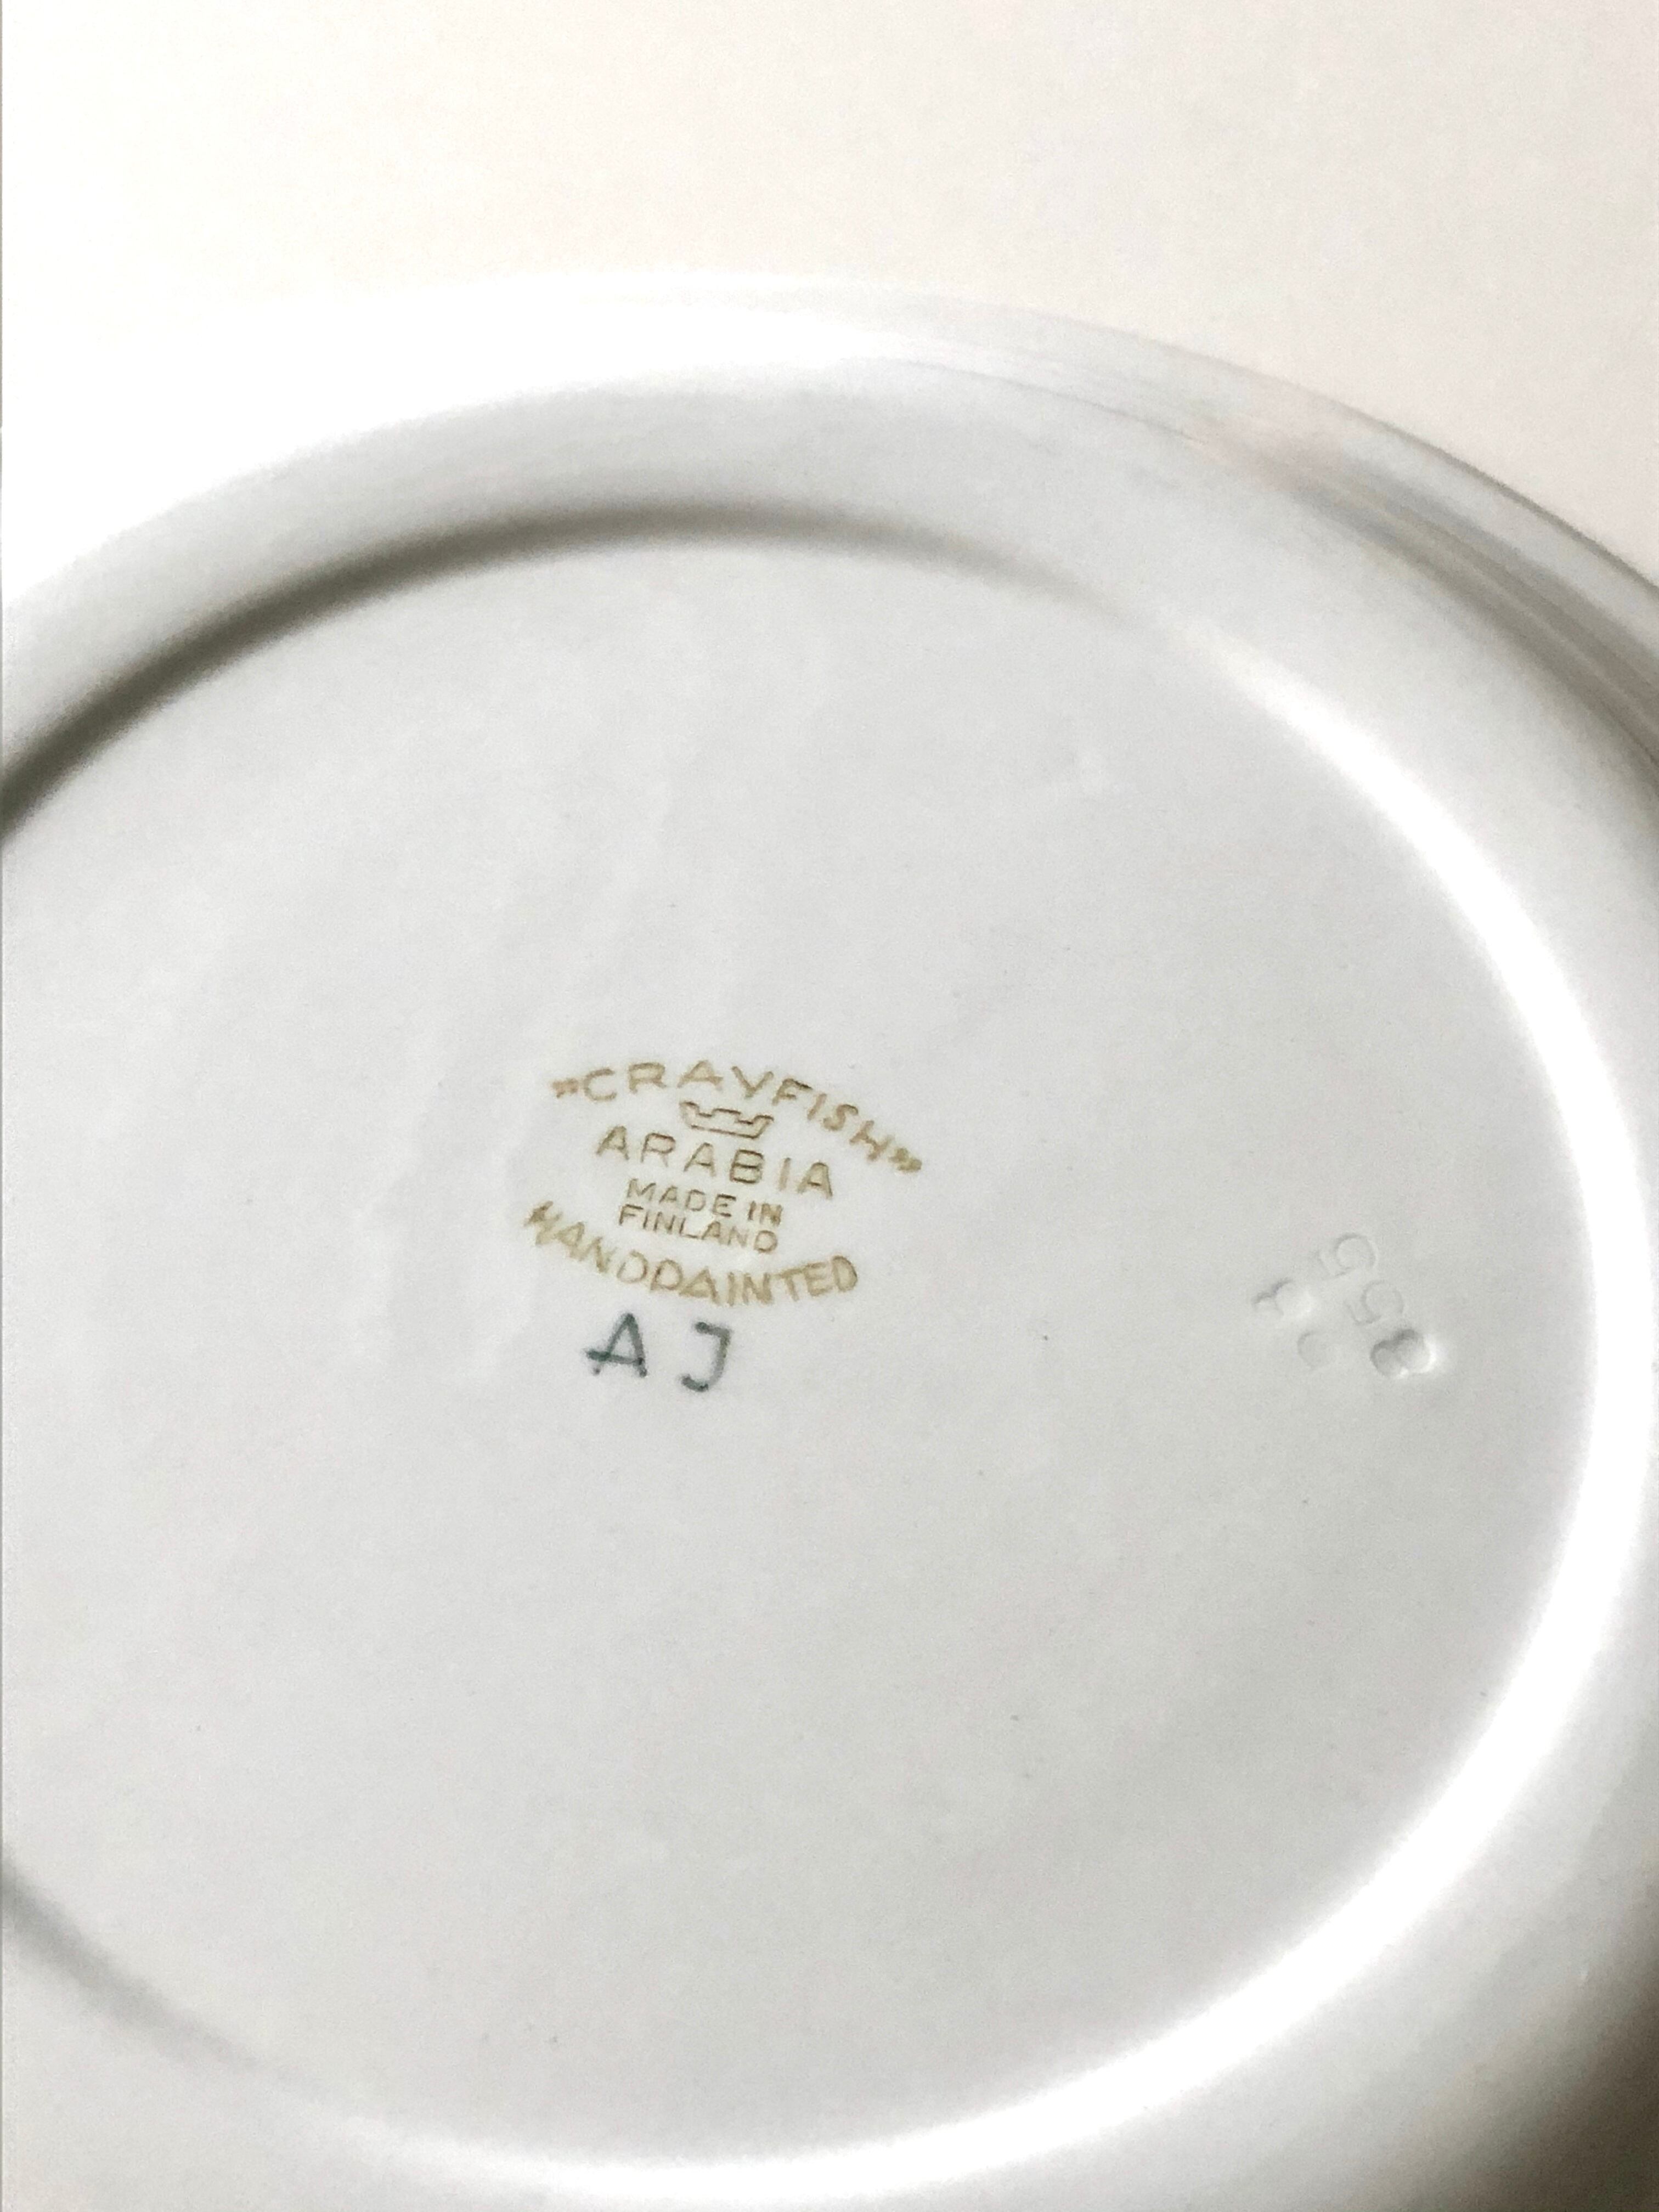 "CRAYFISH"
ARABIA
MADE IN
FINLAND
HANDPAINTED
AJ